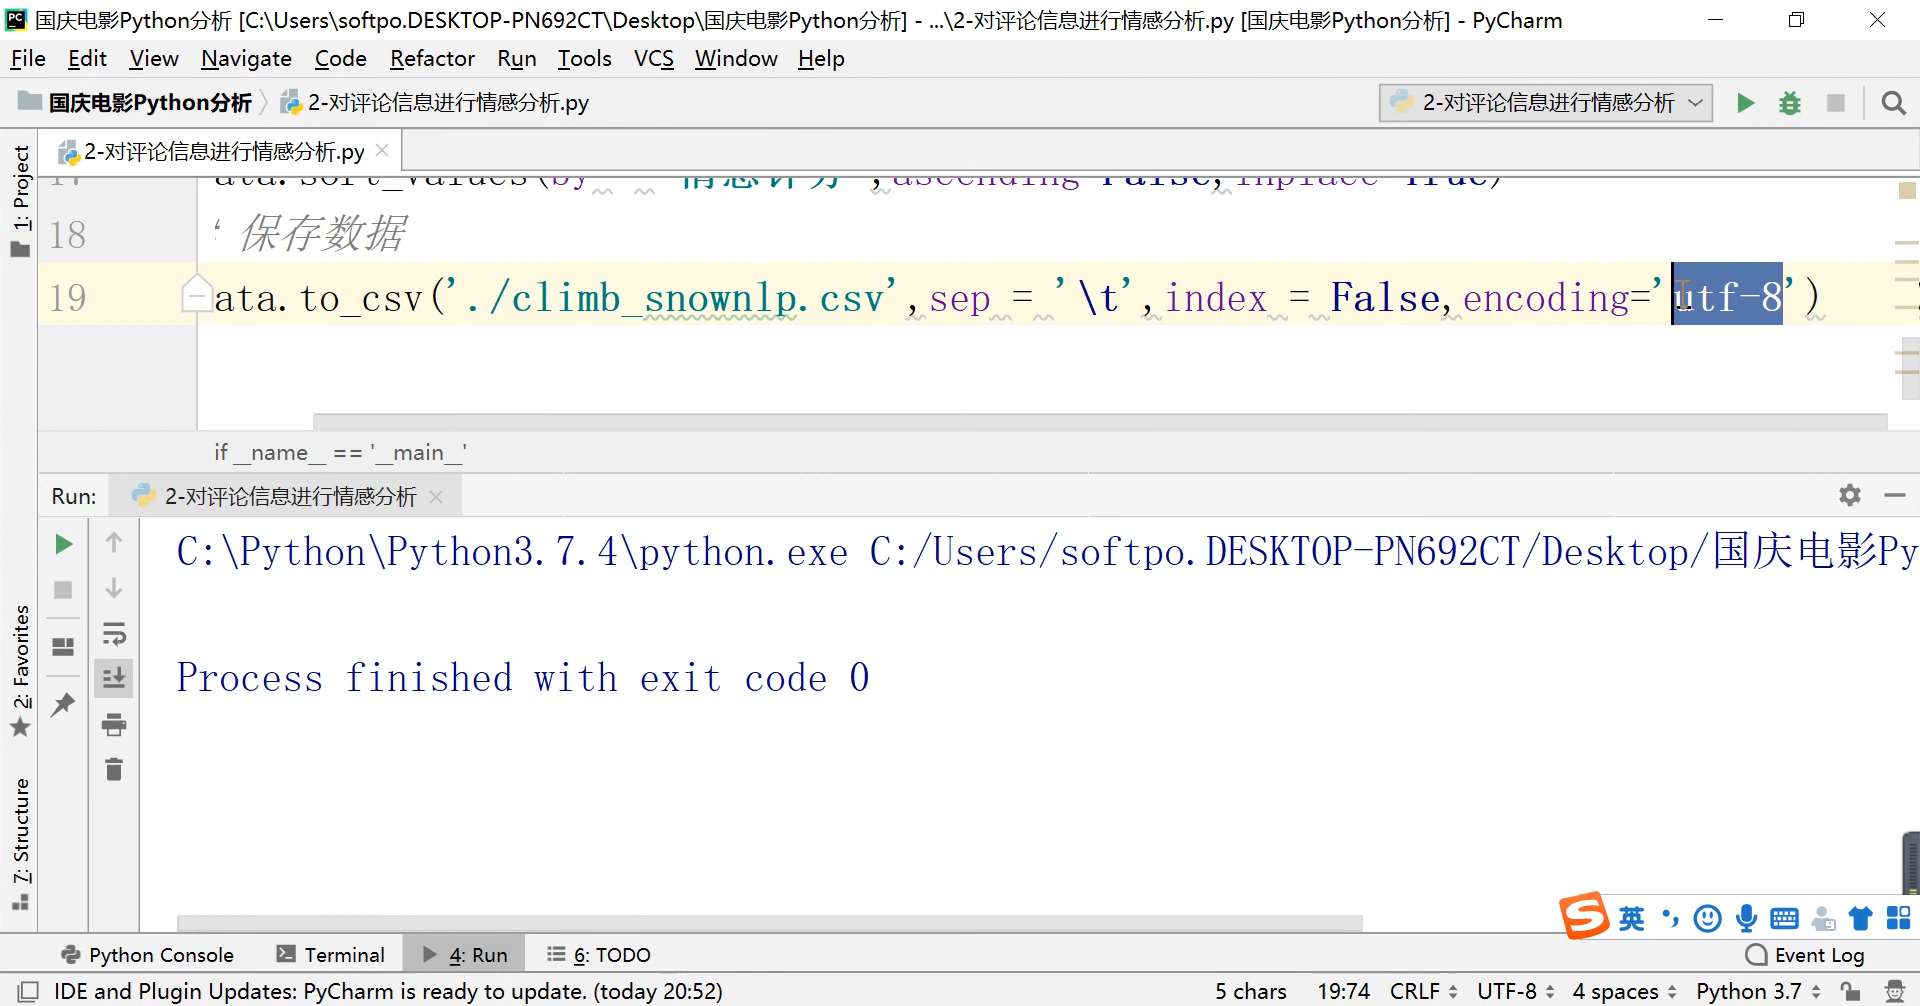 国庆电影Python分析 [C:\Users\softpo.DESKTOP-PN692CT\Desktop\国庆电影Python分析] - ...\2-对评论信息进行情感分析.py [国庆电影Python分析] - PyCharm
File Edit View Navigate Code Refactor Run Tools VCS Window Help
国庆电影Python分析 2-对评论信息进行情感分析.py 2-对评论信息进行情感分析
1: Project
2-对评论信息进行情感分析.py
18 保存数据
19 ata.to_csv('./climb_snownlp.csv',sep = '\t',index = False,encoding='utf-8')
if __name__ == '__main__'
Run: 2-对评论信息进行情感分析
C:\Python\Python3.7.4\python.exe C:/Users/softpo.DESKTOP-PN692CT/Desktop/国庆电影Py
Process finished with exit code 0
2: Favorites
7: Structure
英
Python Console Terminal 4: Run 6: TODO Event Log
IDE and Plugin Updates: PyCharm is ready to update. (today 20:52) 5 chars 19:74 CRLF UTF-8 4 spaces Python 3.7